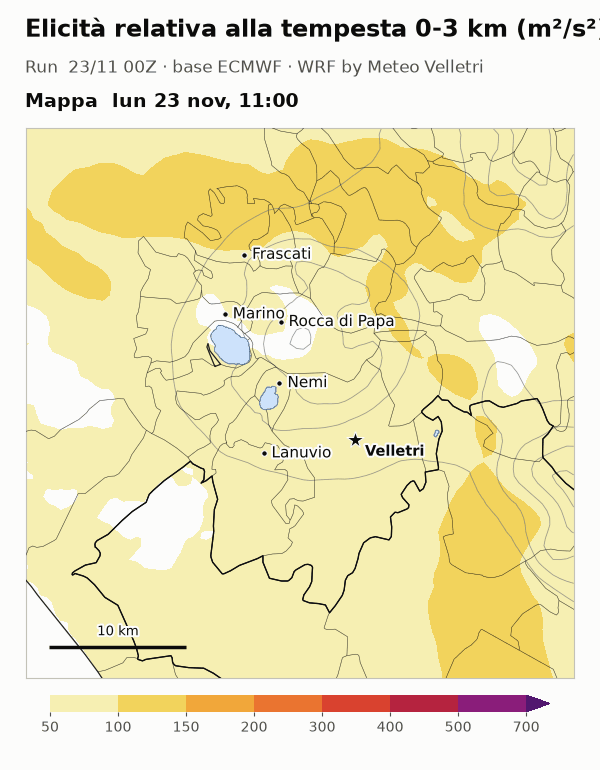 Elicità relativa alla tempesta 0-3 km (m²/s²)
Run 23/11 00Z · base ECMWF · WRF by Meteo Velletri
Mappa lun 23 nov, 11:00
Frascati
Marino
Rocca di Papa
Nemi
Lanuvio
Velletri
10 km
50 100 150 200 300 400 500 700